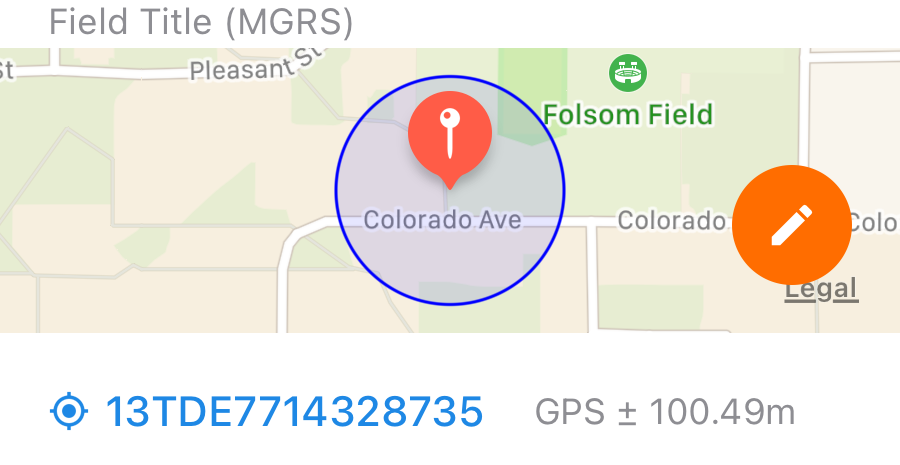 Field Title (MGRS)
St
Pleasant St
Folsom Field
Colorado Ave
Colorado
Colo
Legal
13TDE7714328735
GPS ± 100.49m